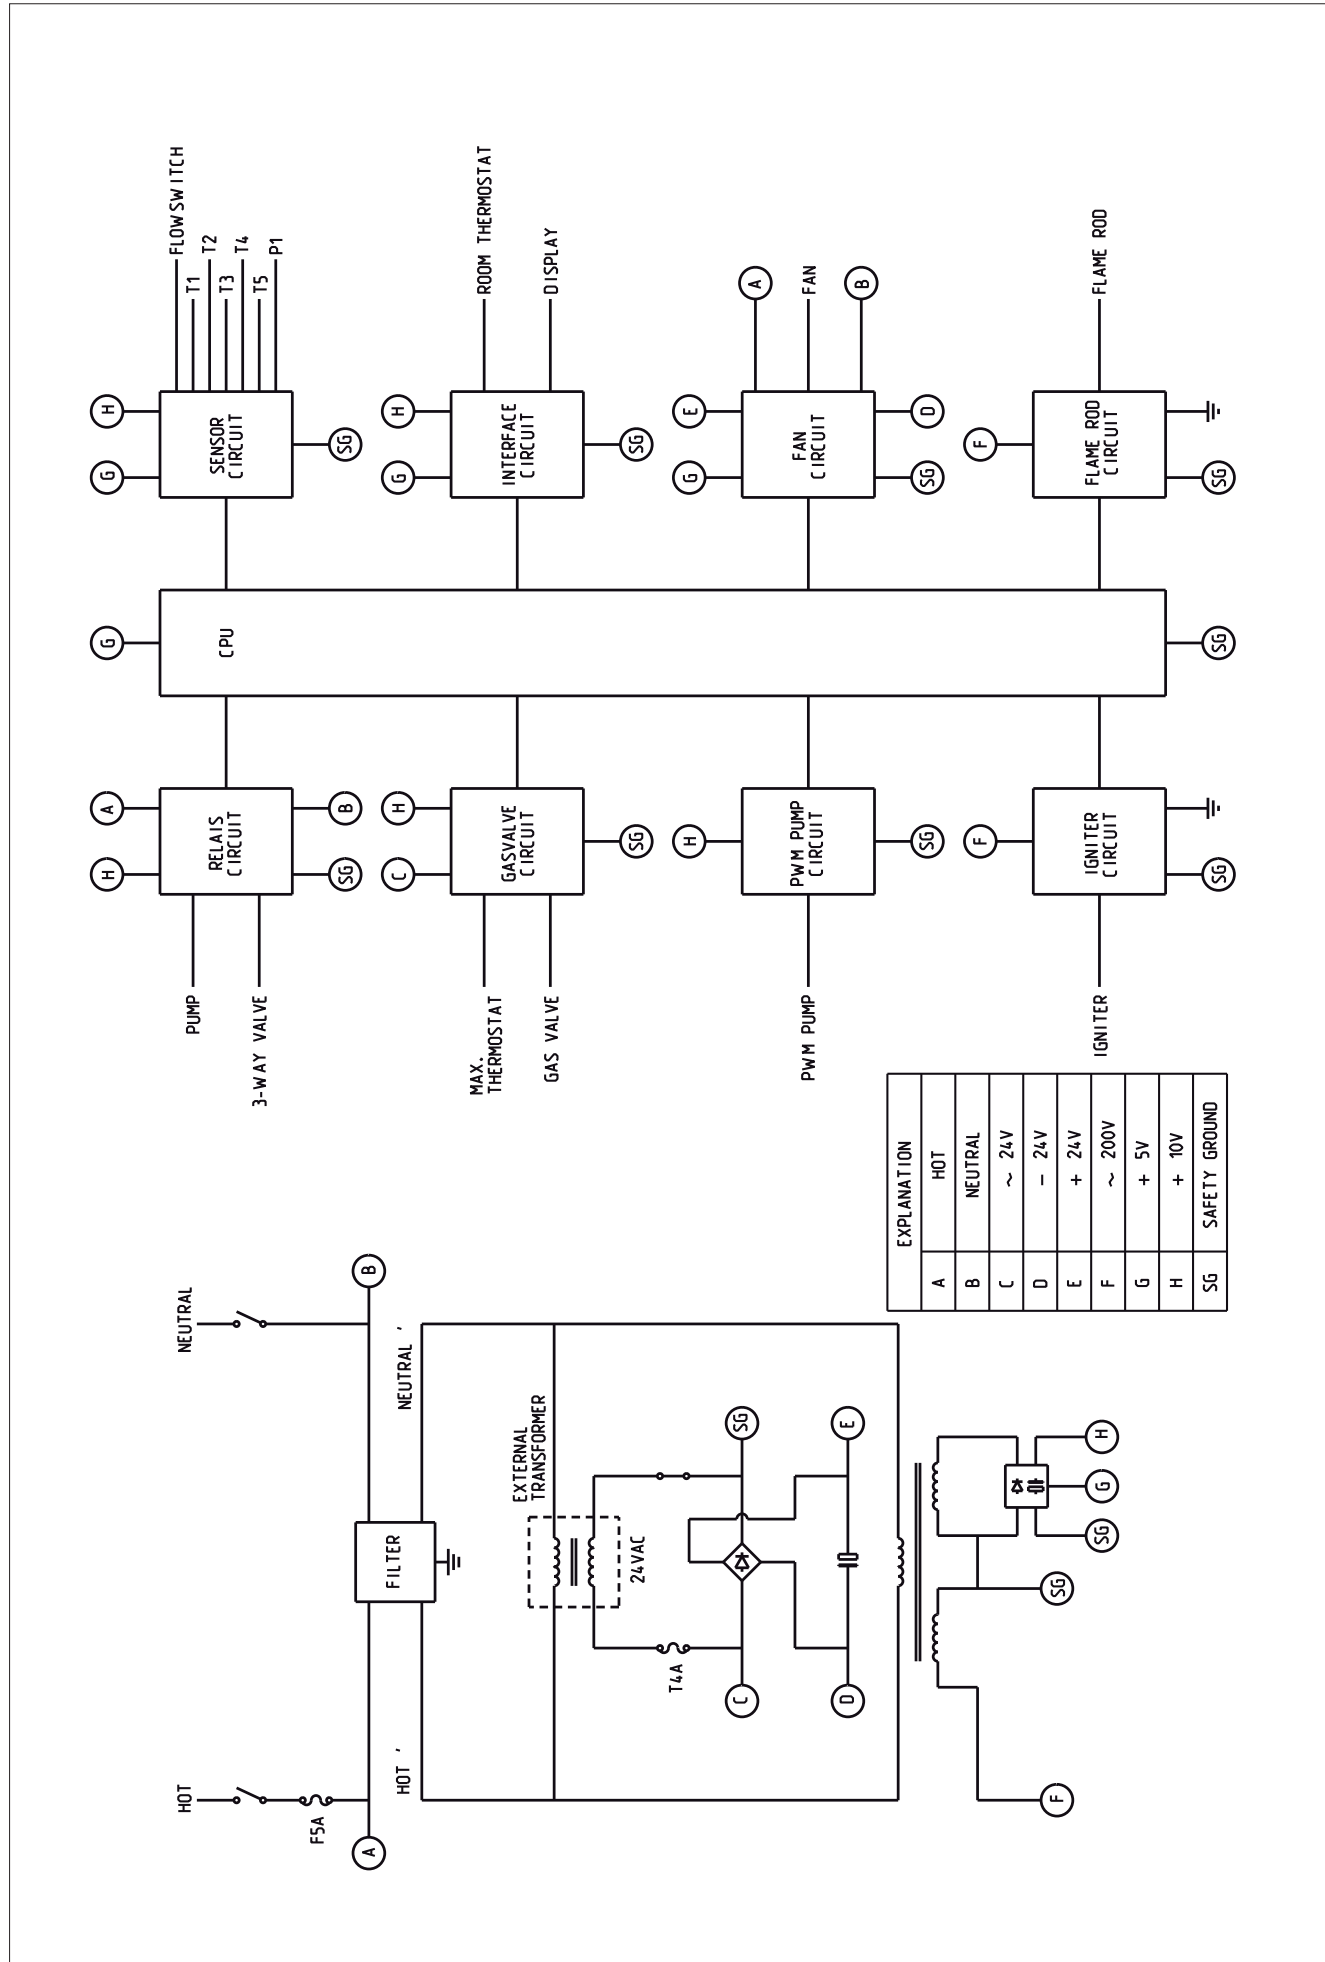 HOT
NEUTRAL
F5A
A
B
FILTER
HOT '
NEUTRAL '
EXTERNAL
TRANSFORMER
24VAC
T4A
C
SG
D
E
F
SG
SG
G
H
EXPLANATION
A HOT
B NEUTRAL
C ~ 24V
D - 24V
E + 24V
F ~ 200V
G + 5V
H + 10V
SG SAFETY GROUND
PUMP
3-WAY VALVE
H
A
RELAIS
CIRCUIT
SG
B
MAX.
THERMOSTAT
GAS VALVE
C
H
GASVALVE
CIRCUIT
SG
PWM PUMP
H
PWM PUMP
CIRCUIT
SG
IGNITER
F
IGNITER
CIRCUIT
SG
G
CPU
SG
G
H
SENSOR
CIRCUIT
SG
FLOWSWITCH
T1
T2
T3
T4
T5
P1
G
H
INTERFACE
CIRCUIT
SG
ROOM THERMOSTAT
DISPLAY
G
E
FAN
CIRCUIT
SG
D
A
FAN
B
F
FLAME ROD
CIRCUIT
SG
FLAME ROD